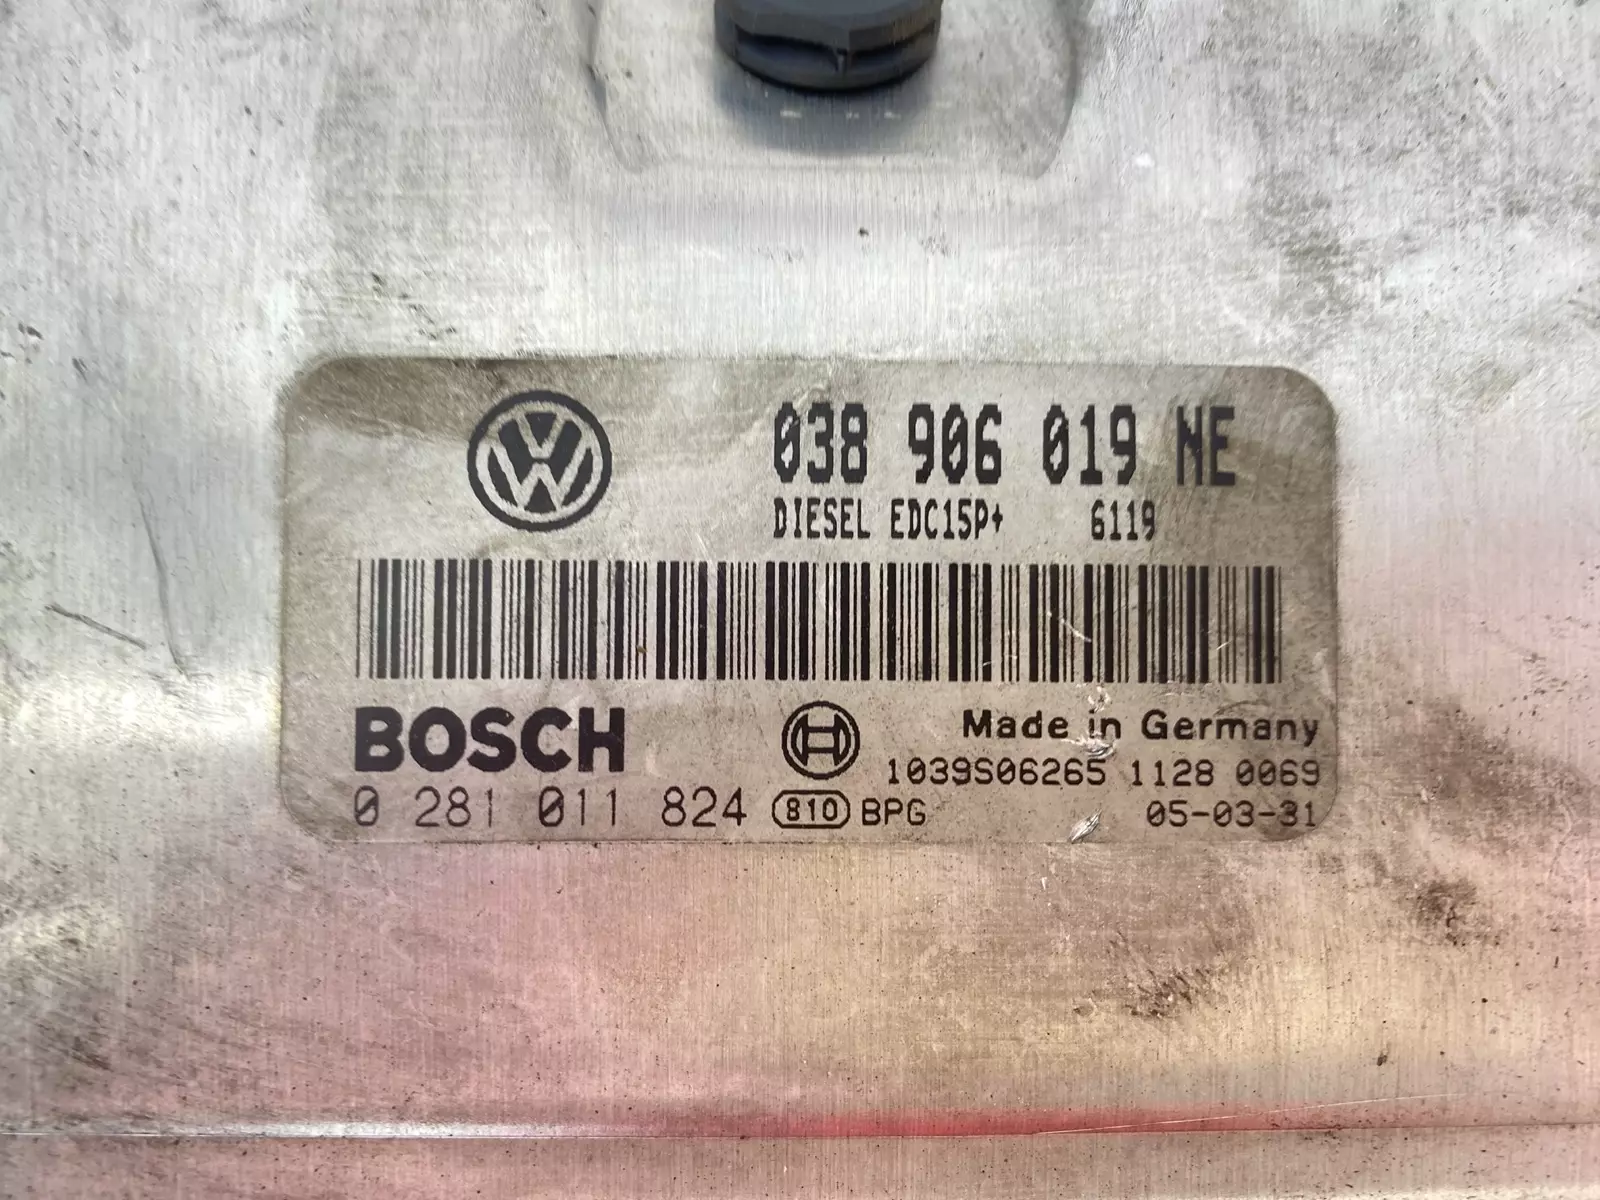 038 906 019 NE
DIESEL EDC15P+ 6119
BOSCH
Made in Germany
1039S06265 1128 0069
0 281 011 824 810 BPG 05-03-31